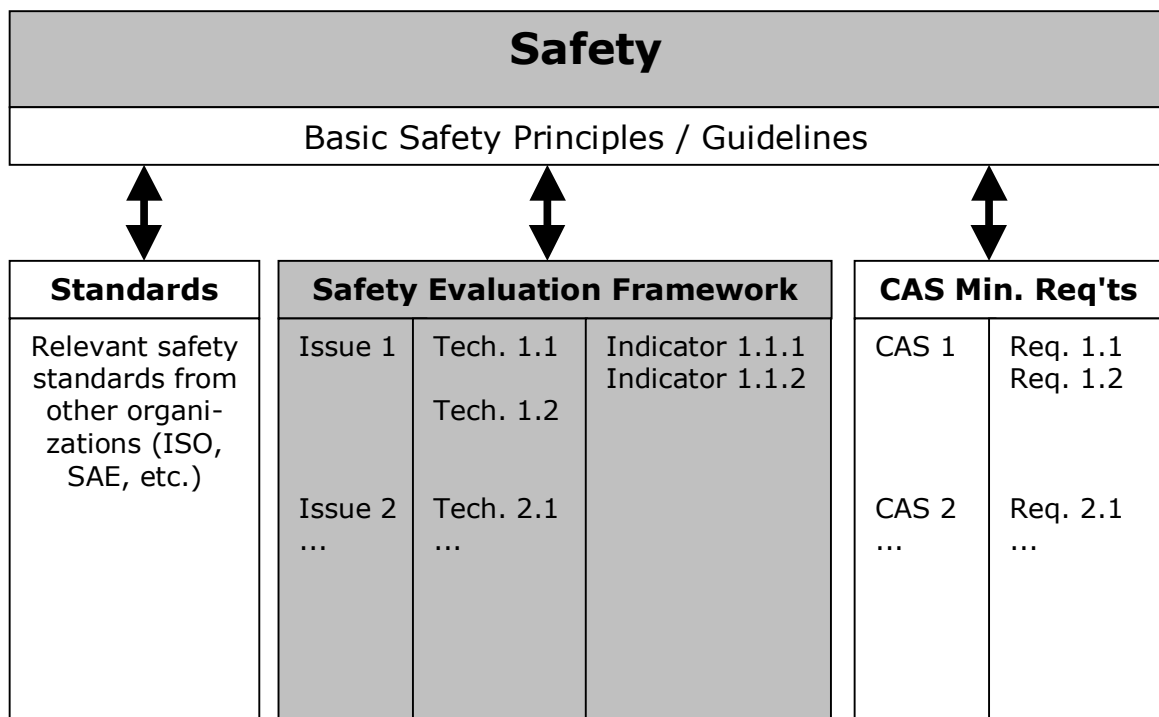 Safety
Basic Safety Principles / Guidelines
Standards
Relevant safety
standards from
other organi-
zations (ISO,
SAE, etc.)
Safety Evaluation Framework
Issue 1 Tech. 1.1 Indicator 1.1.1
Indicator 1.1.2
Tech. 1.2
Issue 2 Tech. 2.1
... ...
CAS Min. Req'ts
CAS 1 Req. 1.1
Req. 1.2
CAS 2 Req. 2.1
... ...